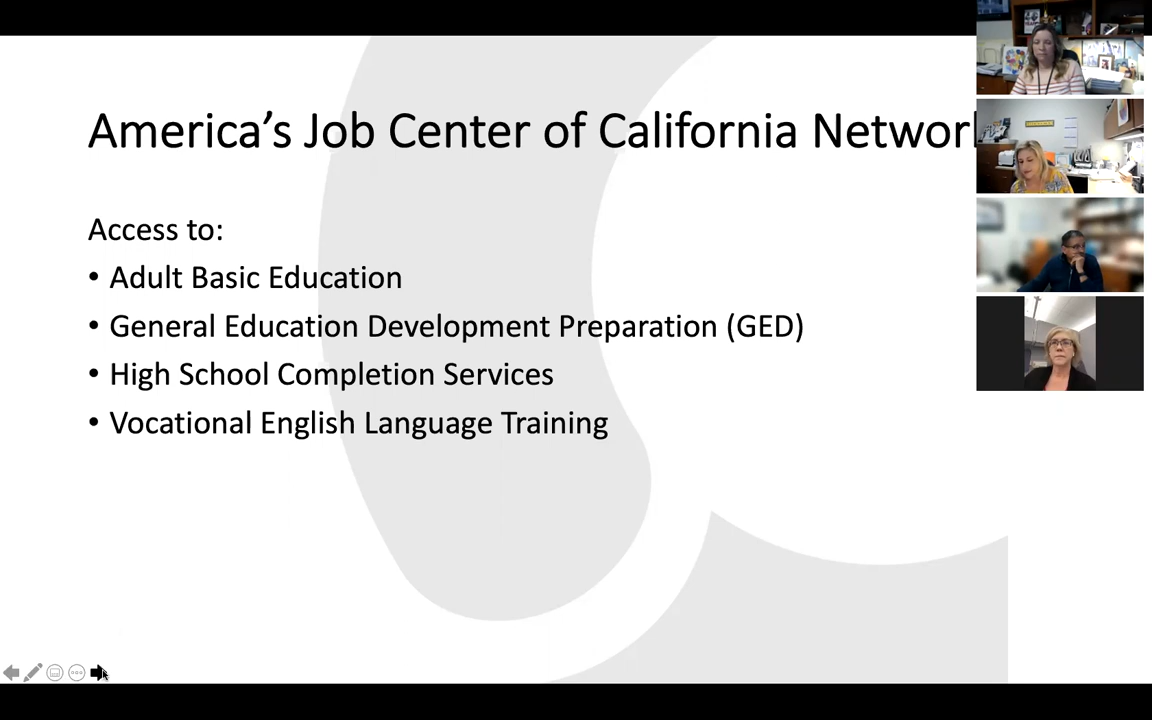 America's Job Center of California Network
Access to:
• Adult Basic Education
• General Education Development Preparation (GED)
• High School Completion Services
• Vocational English Language Training